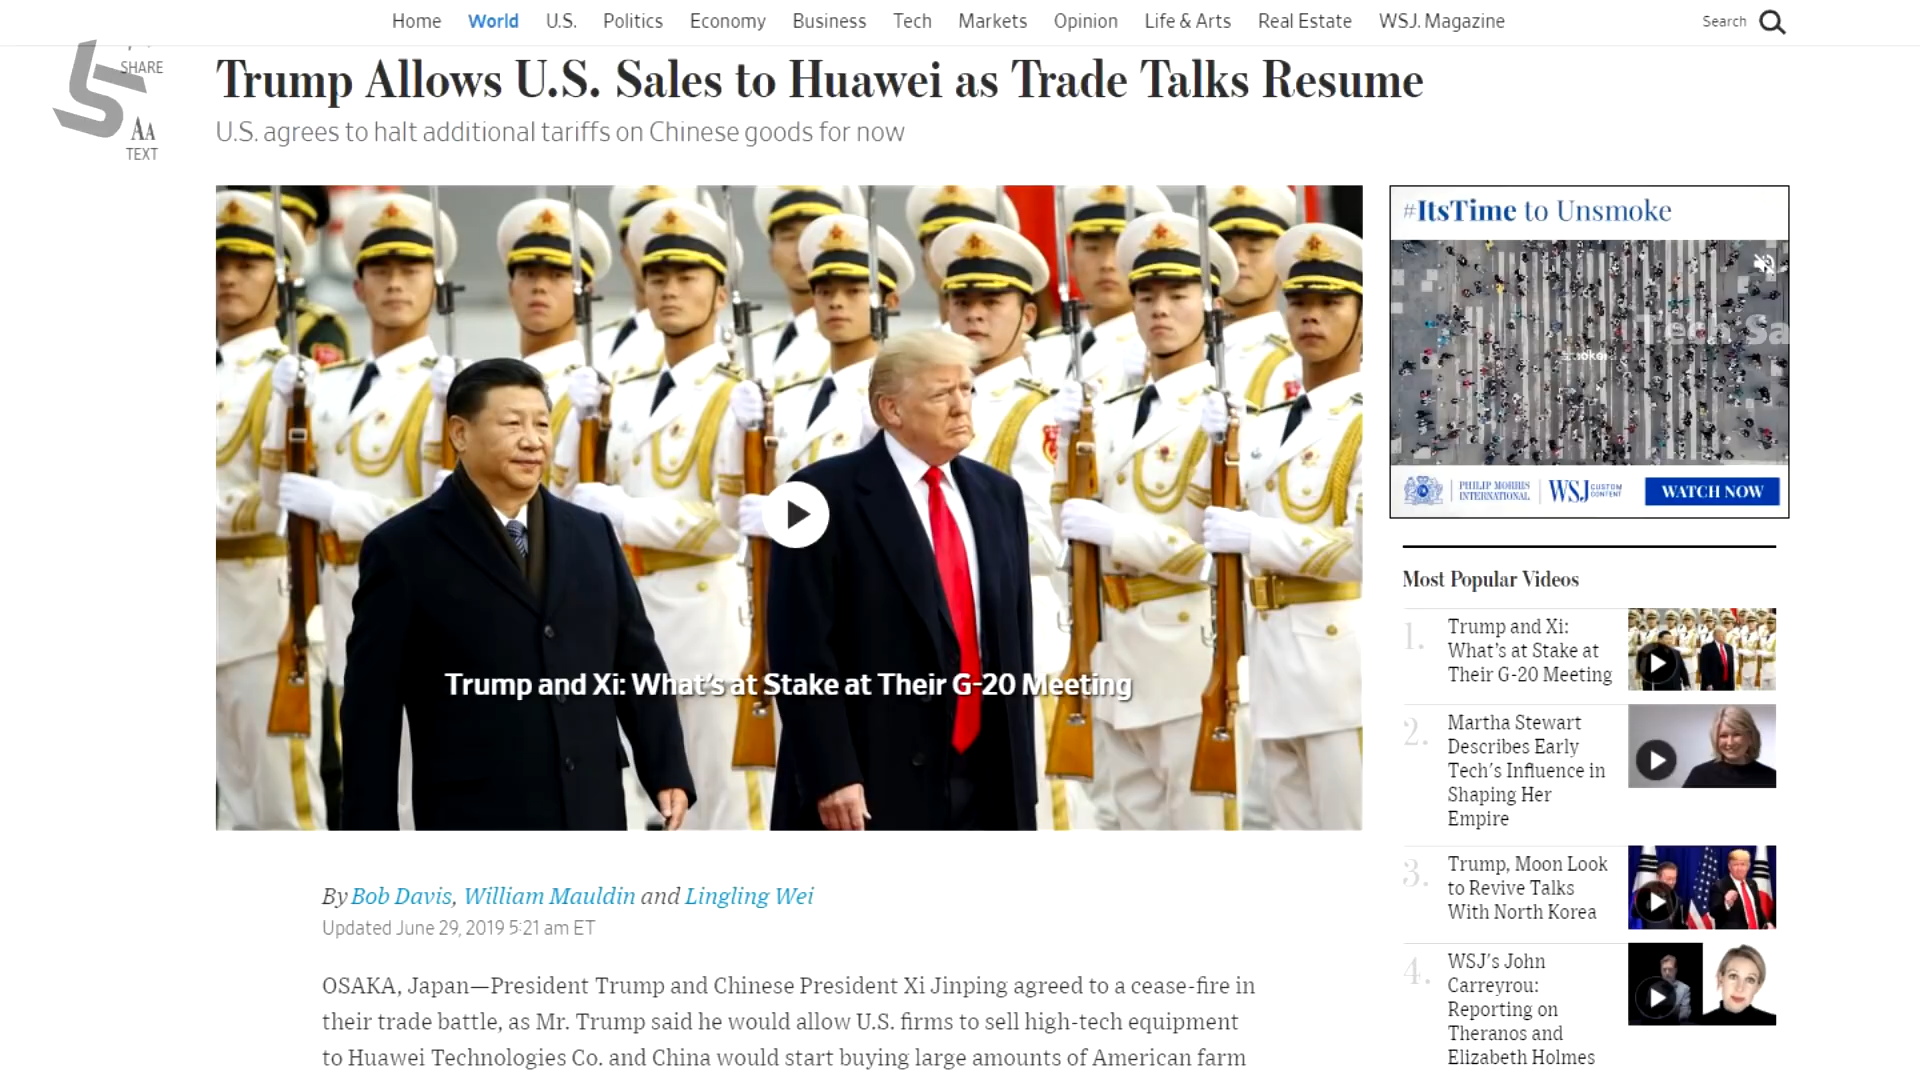 Home World U.S. Politics Economy Business Tech Markets Opinion Life & Arts Real Estate WSJ. Magazine Search
SHARE
AA
TEXT
Trump Allows U.S. Sales to Huawei as Trade Talks Resume
U.S. agrees to halt additional tariffs on Chinese goods for now
Trump and Xi: What's at Stake at Their G-20 Meeting
By Bob Davis, William Mauldin and Lingling Wei
Updated June 29, 2019 5:21 am ET
OSAKA, Japan—President Trump and Chinese President Xi Jinping agreed to a cease-fire in
their trade battle, as Mr. Trump said he would allow U.S. firms to sell high-tech equipment
to Huawei Technologies Co. and China would start buying large amounts of American farm
#ItsTime to Unsmoke
Tech Sa
PHILIP MORRIS
INTERNATIONAL
WSJ CUSTOM
CONTENT
WATCH NOW
Most Popular Videos
1. Trump and Xi:
What's at Stake at
Their G-20 Meeting
2. Martha Stewart
Describes Early
Tech's Influence in
Shaping Her
Empire
3. Trump, Moon Look
to Revive Talks
With North Korea
4. WSJ's John
Carreyrou:
Reporting on
Theranos and
Elizabeth Holmes